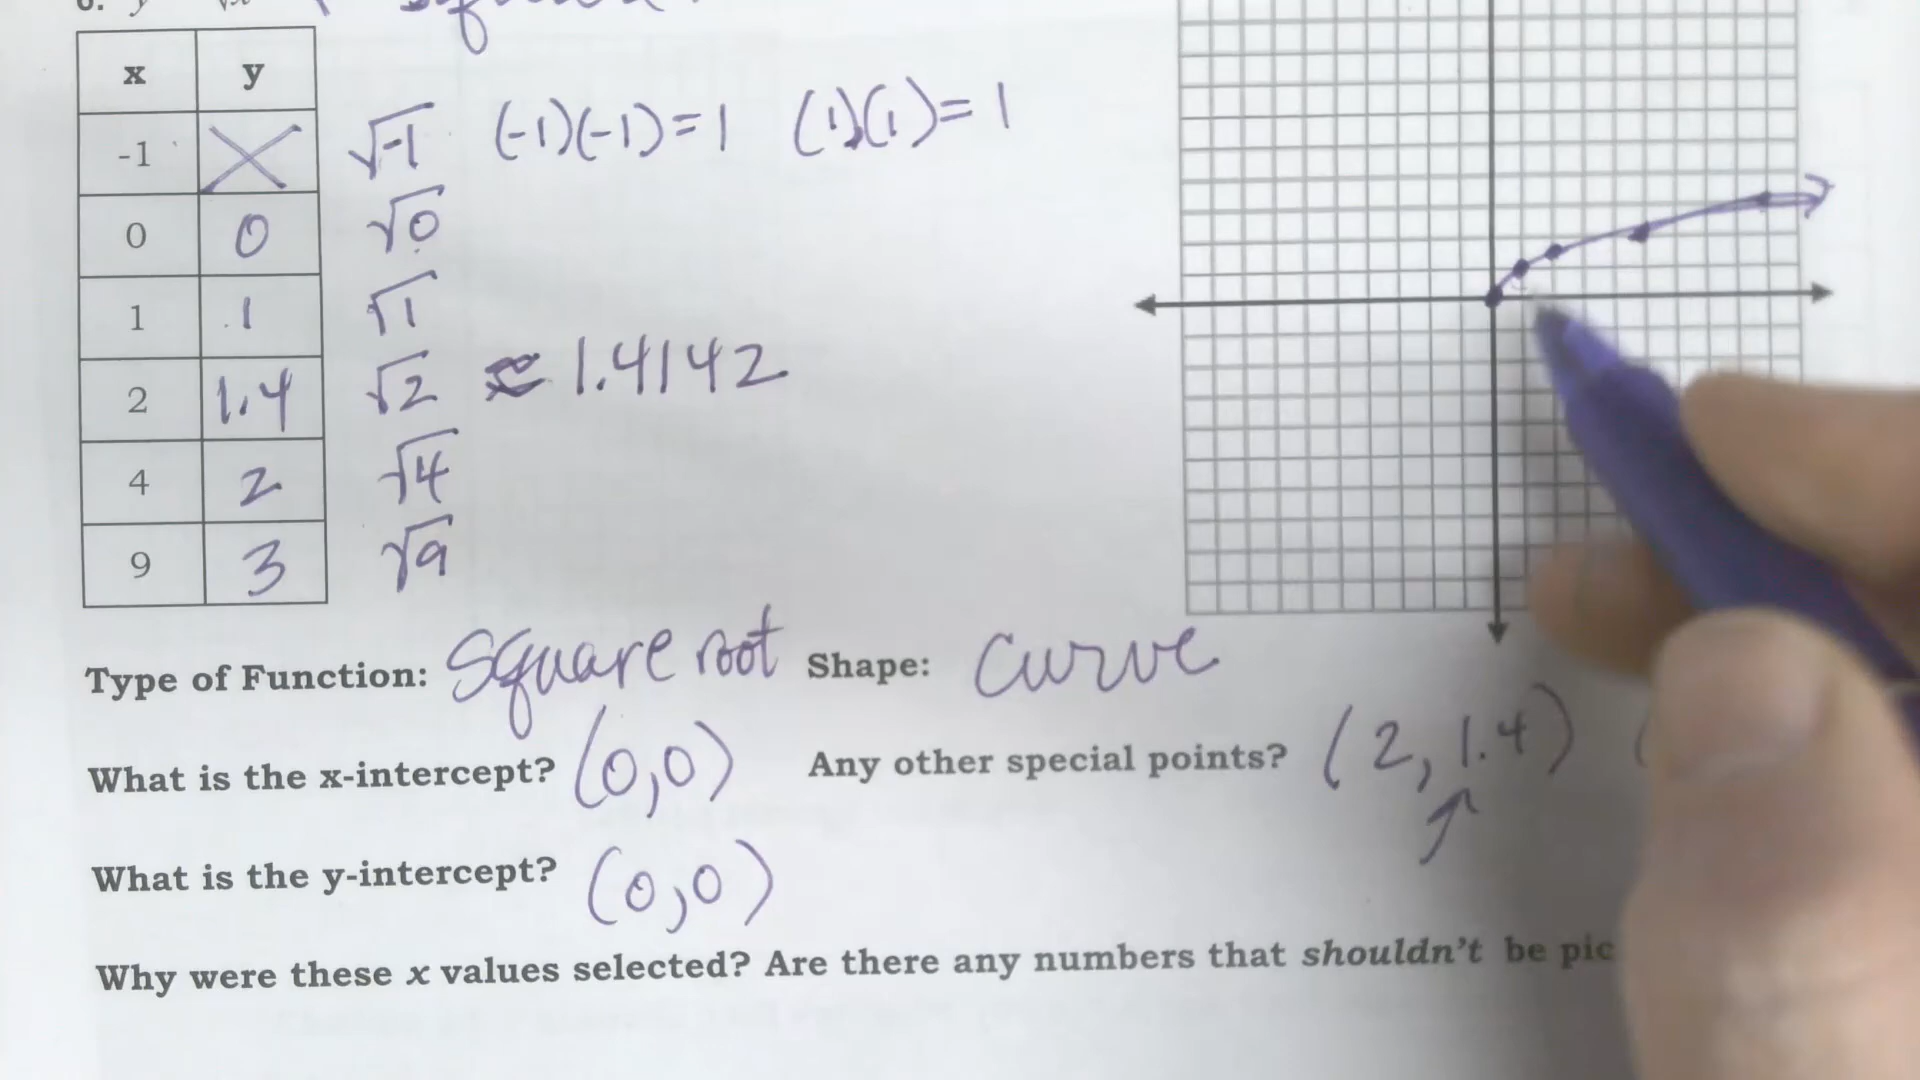 x y
-1 √-1 (-1)(-1)=1 (1)(1)=1
0 0 √0
1 1 √1
2 1.4 √2 ≈ 1.4142
4 2 √4
9 3 √9
Type of Function: square root Shape: curve
What is the x-intercept? (0,0) Any other special points? (2, 1.4) (
What is the y-intercept? (0,0)
Why were these x values selected? Are there any numbers that shouldn't be pic